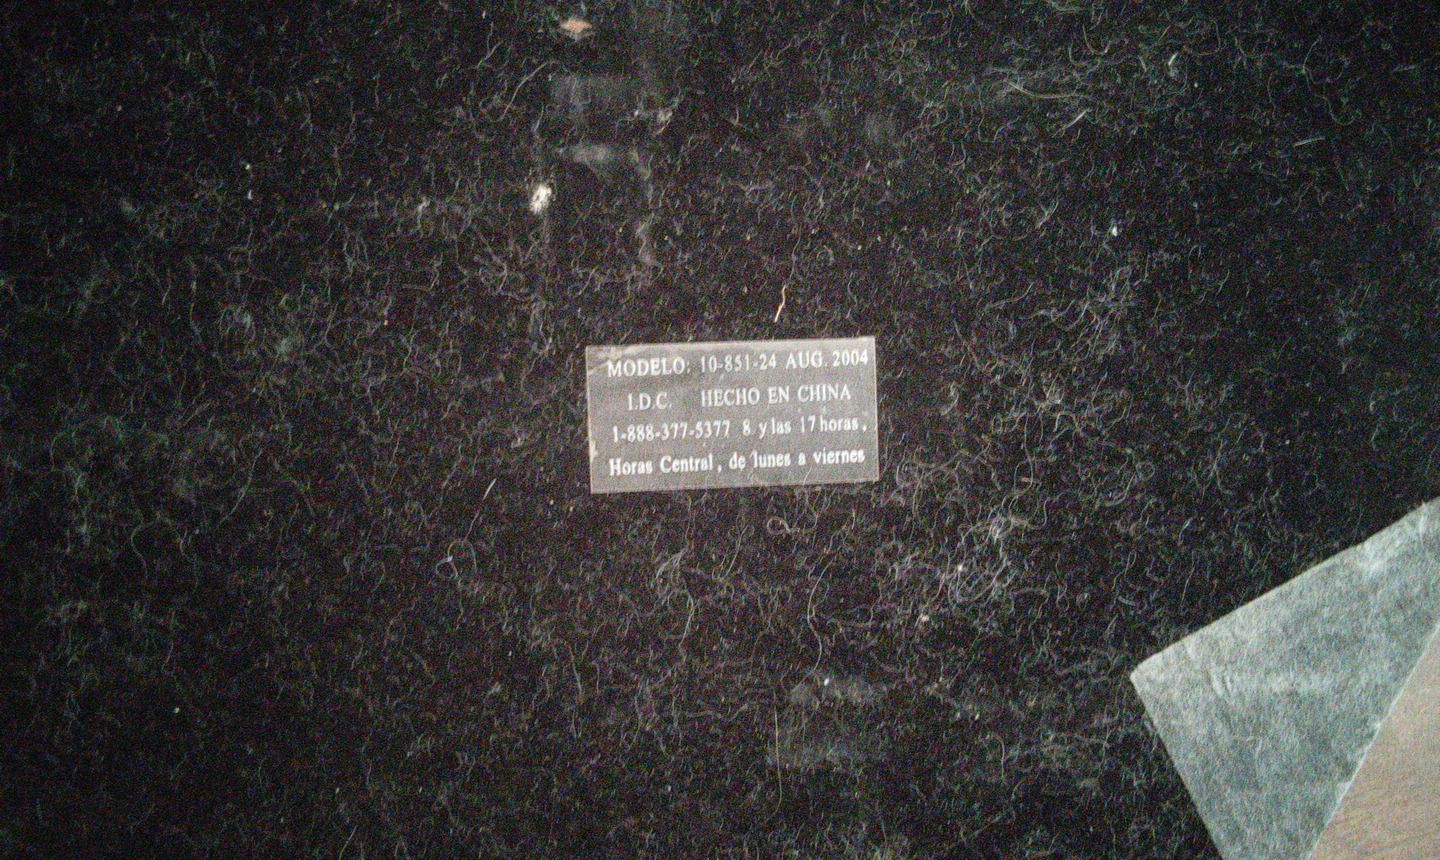 MODELO: 10-851-24 AUG. 2004
I.D.C. HECHO EN CHINA
1-888-377-5377 8 y las 17 horas,
Horas Central, de lunes a viernes